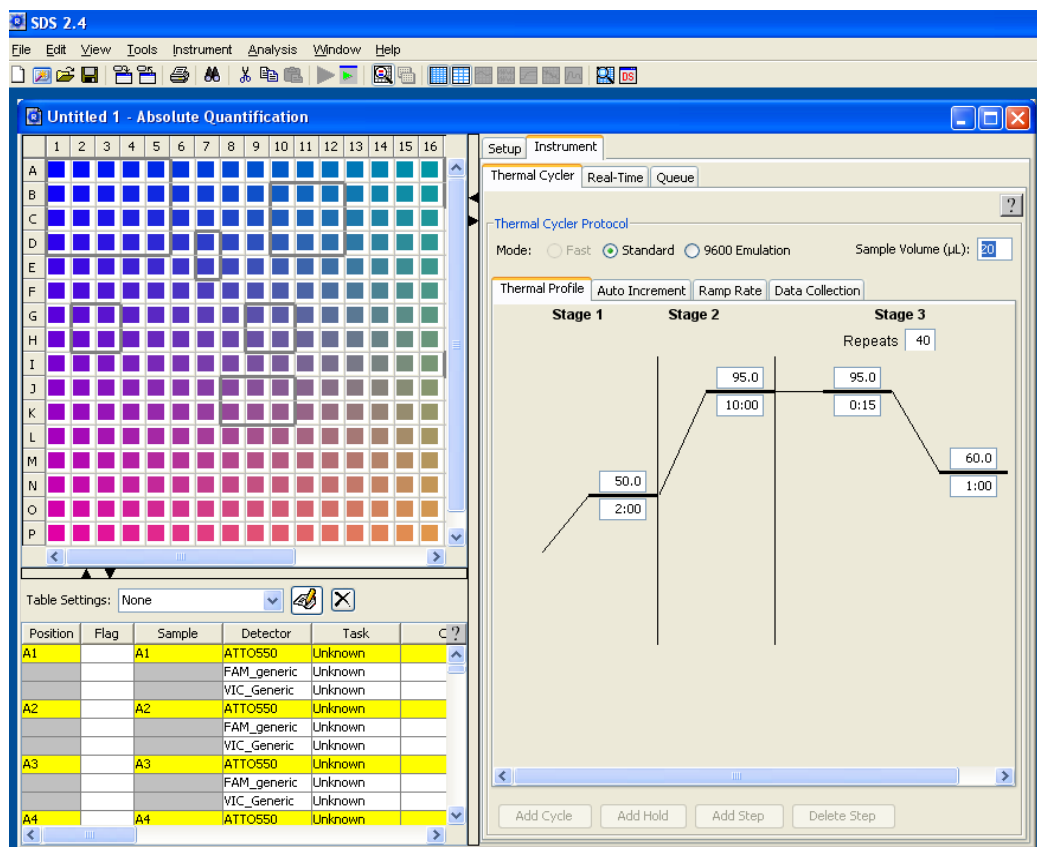 SDS 2.4
File Edit View Tools Instrument Analysis Window Help
DS
Untitled 1 - Absolute Quantification
1 2 3 4 5 6 7 8 9 10 11 12 13 14 15 16
A
B
C
D
E
F
G
H
I
J
K
L
M
N
O
P
Table Settings: None
Position Flag Sample Detector Task C ?
A1 A1 ATTO550 Unknown
FAM_generic Unknown
VIC_Generic Unknown
A2 A2 ATTO550 Unknown
FAM_generic Unknown
VIC_Generic Unknown
A3 A3 ATTO550 Unknown
FAM_generic Unknown
VIC_Generic Unknown
A4 A4 ATTO550 Unknown
Setup Instrument
Thermal Cycler Real-Time Queue
?
Thermal Cycler Protocol
Mode: Fast Standard 9600 Emulation Sample Volume (µL): 20
Thermal Profile Auto Increment Ramp Rate Data Collection
Stage 1 Stage 2 Stage 3
Repeats 40
95.0 95.0
10:00 0:15
60.0
1:00
50.0
2:00
Add Cycle Add Hold Add Step Delete Step